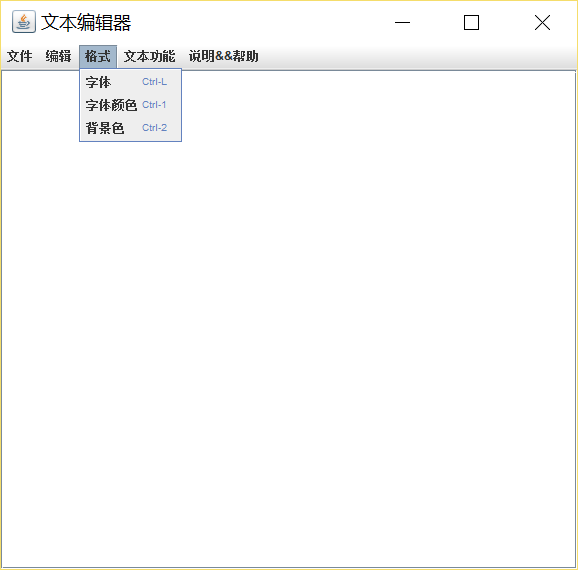 文本编辑器
文件 编辑 格式 文本功能 说明&&帮助
字体 Ctrl-L
字体颜色 Ctrl-1
背景色 Ctrl-2